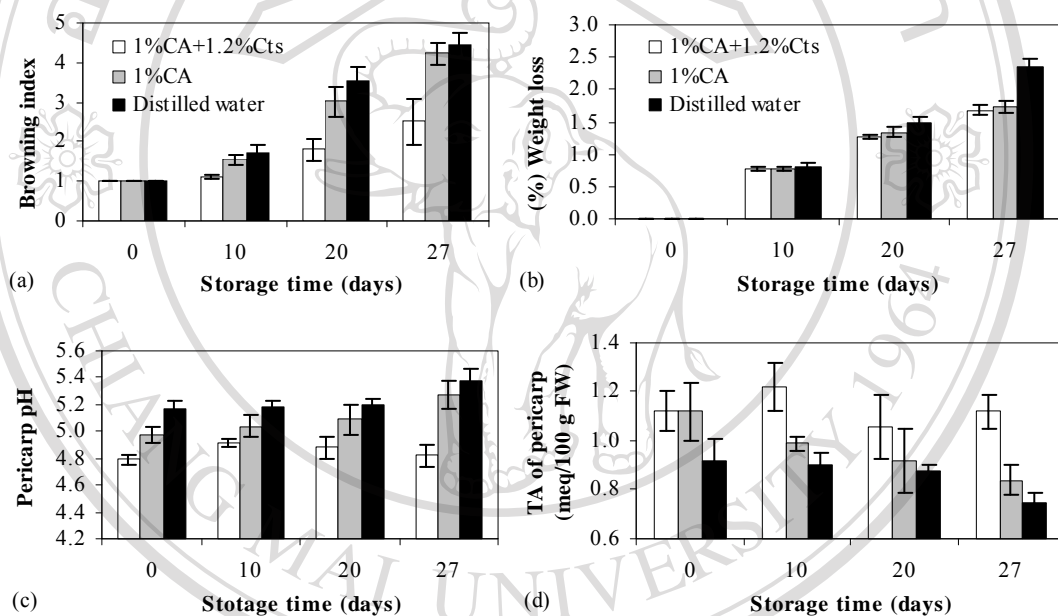 5
4
3
2
1
0
Browning index
1%CA+1.2%Cts
1%CA
Distilled water
0 10 20 27
Storage time (days)
(a)
3.0
2.5
2.0
1.5
1.0
0.5
0.0
(%) Weight loss
1%CA+1.2%Cts
1%CA
Distilled water
0 10 20 27
Storage time (days)
(b)
5.6
5.4
5.2
5.0
4.8
4.6
4.4
4.2
Pericarp pH
0 10 20 27
Stotage time (days)
(c)
1.4
1.2
1.0
0.8
0.6
TA of pericarp
(meq/100 g FW)
0 10 20 27
Storage time (days)
(d)
CHIANG MAI UNIVERSITY 1964